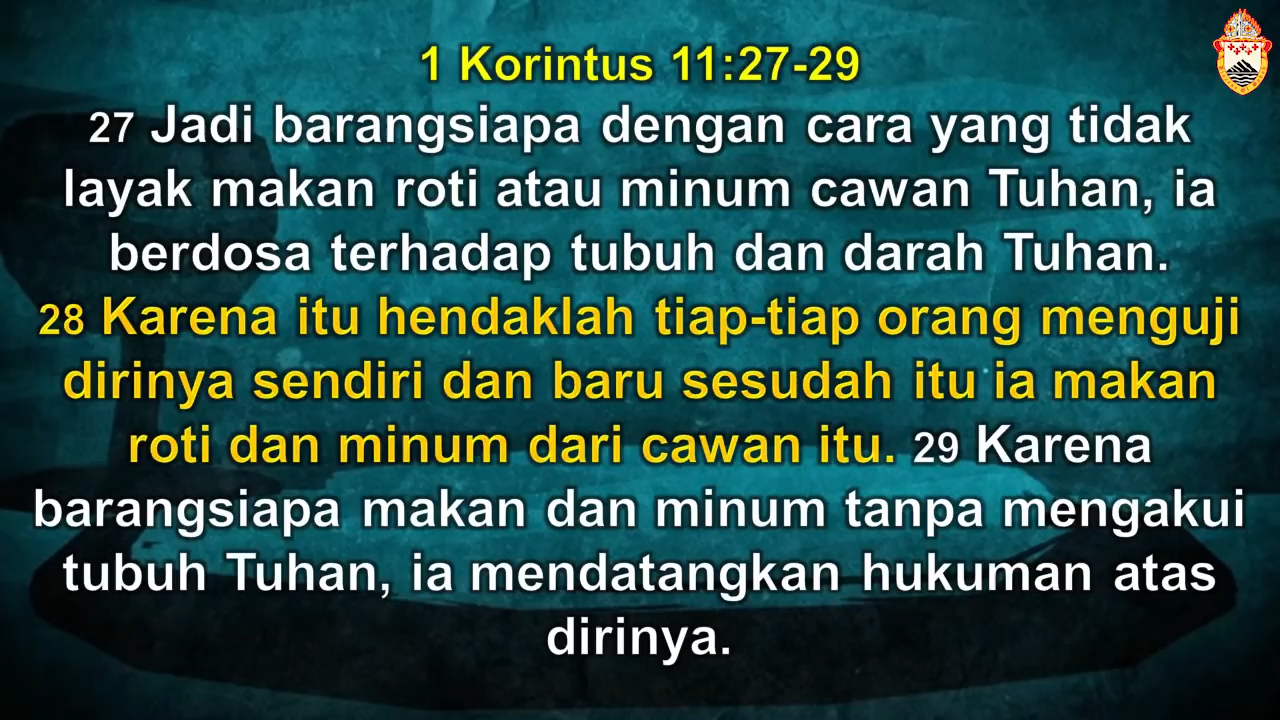 1 Korintus 11:27-29
27 Jadi barangsiapa dengan cara yang tidak
layak makan roti atau minum cawan Tuhan, ia
berdosa terhadap tubuh dan darah Tuhan.
28 Karena itu hendaklah tiap-tiap orang menguji
dirinya sendiri dan baru sesudah itu ia makan
roti dan minum dari cawan itu. 29 Karena
barangsiapa makan dan minum tanpa mengakui
tubuh Tuhan, ia mendatangkan hukuman atas
dirinya.